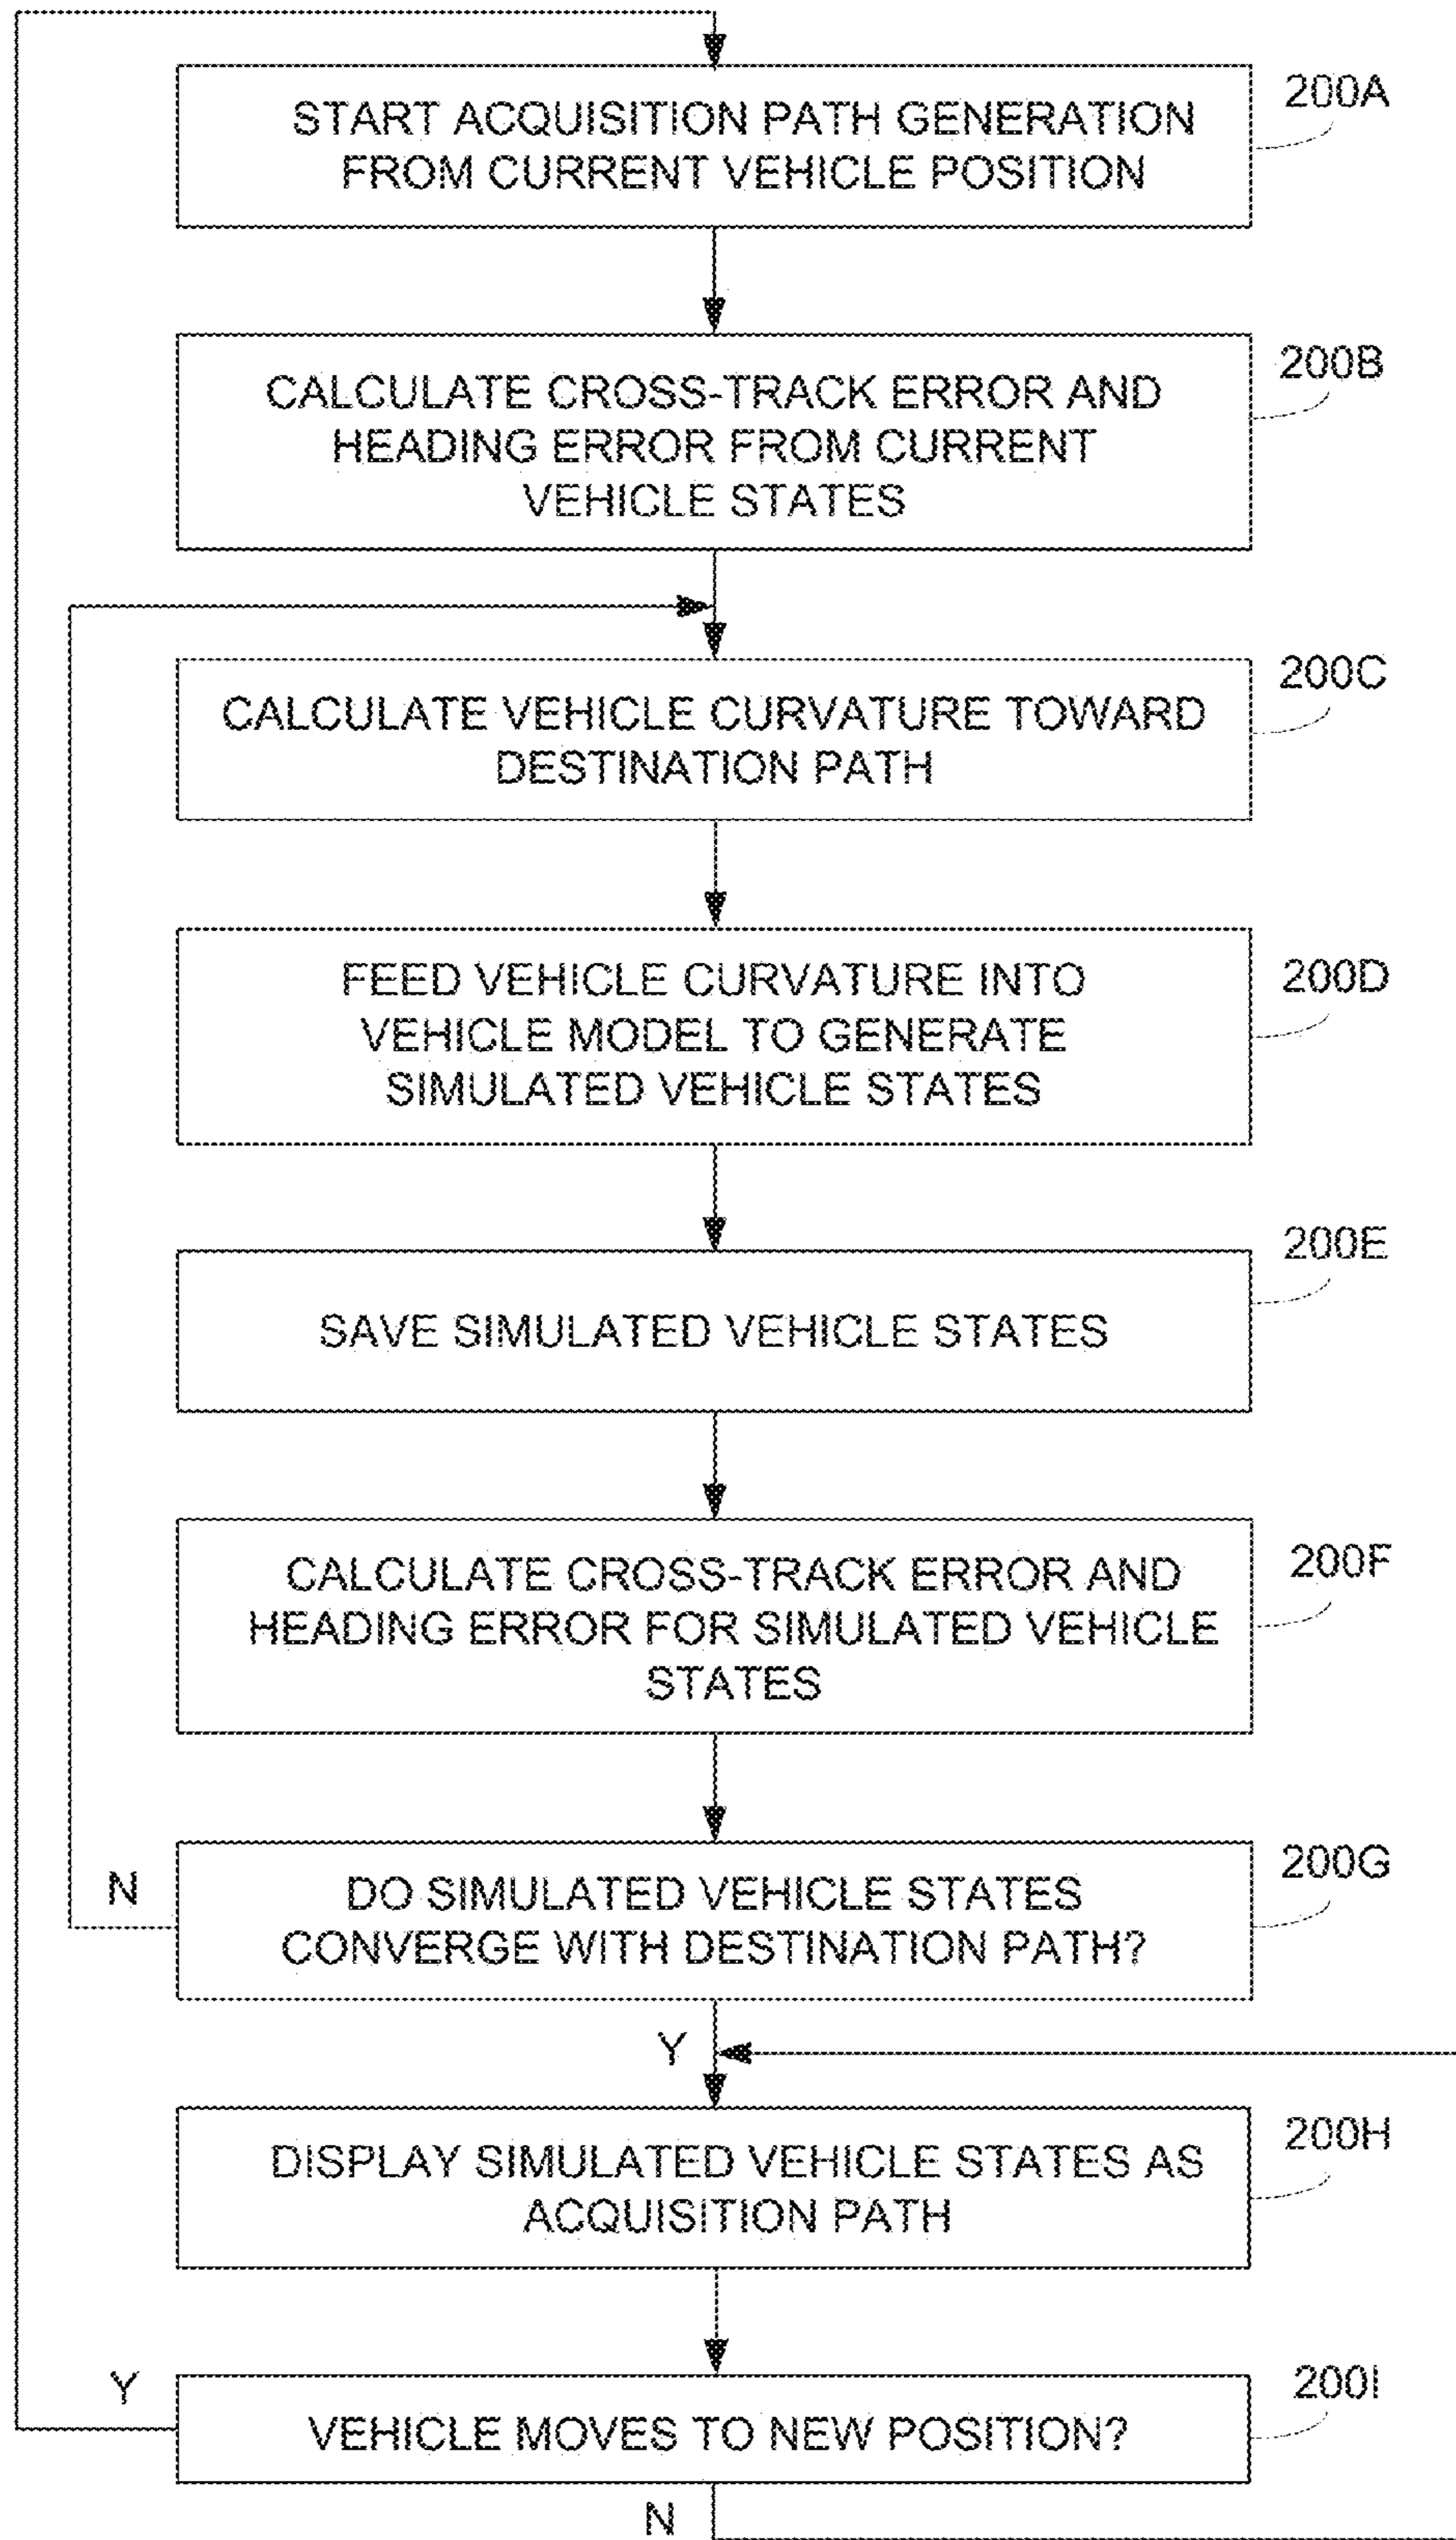 200A
START ACQUISITION PATH GENERATION
FROM CURRENT VEHICLE POSITION
200B
CALCULATE CROSS-TRACK ERROR AND
HEADING ERROR FROM CURRENT
VEHICLE STATES
200C
CALCULATE VEHICLE CURVATURE TOWARD
DESTINATION PATH
200D
FEED VEHICLE CURVATURE INTO
VEHICLE MODEL TO GENERATE
SIMULATED VEHICLE STATES
200E
SAVE SIMULATED VEHICLE STATES
200F
CALCULATE CROSS-TRACK ERROR AND
HEADING ERROR FOR SIMULATED VEHICLE
STATES
200G
N
DO SIMULATED VEHICLE STATES
CONVERGE WITH DESTINATION PATH?
Y
200H
DISPLAY SIMULATED VEHICLE STATES AS
ACQUISITION PATH
200I
Y
VEHICLE MOVES TO NEW POSITION?
N